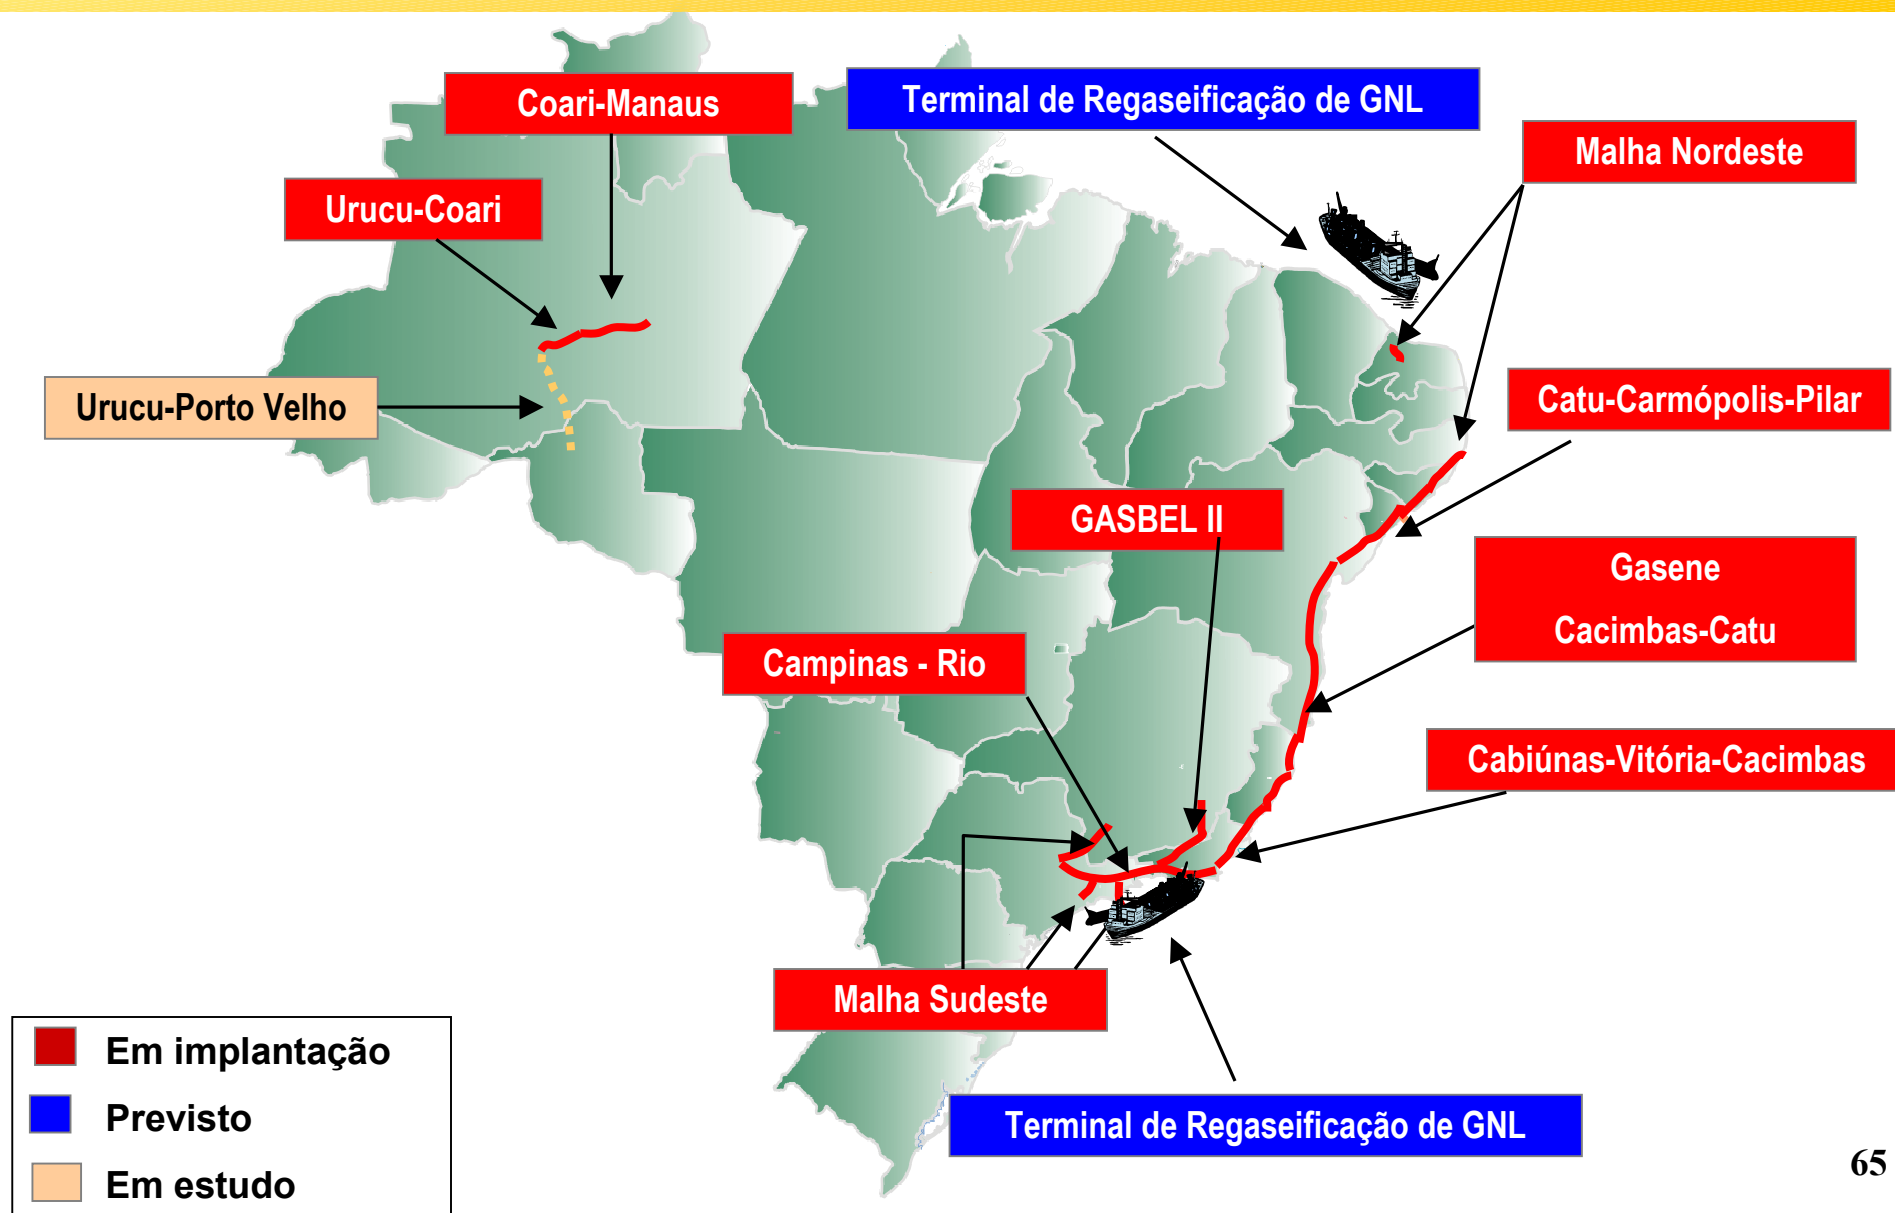 Coari-Manaus
Terminal de Regaseificação de GNL
Malha Nordeste
Urucu-Coari
Urucu-Porto Velho
Catu-Carmópolis-Pilar
GASBEL II
Gasene
Cacimbas-Catu
Campinas - Rio
Cabiúnas-Vitória-Cacimbas
Malha Sudeste
Terminal de Regaseificação de GNL
Em implantação
Previsto
Em estudo
65